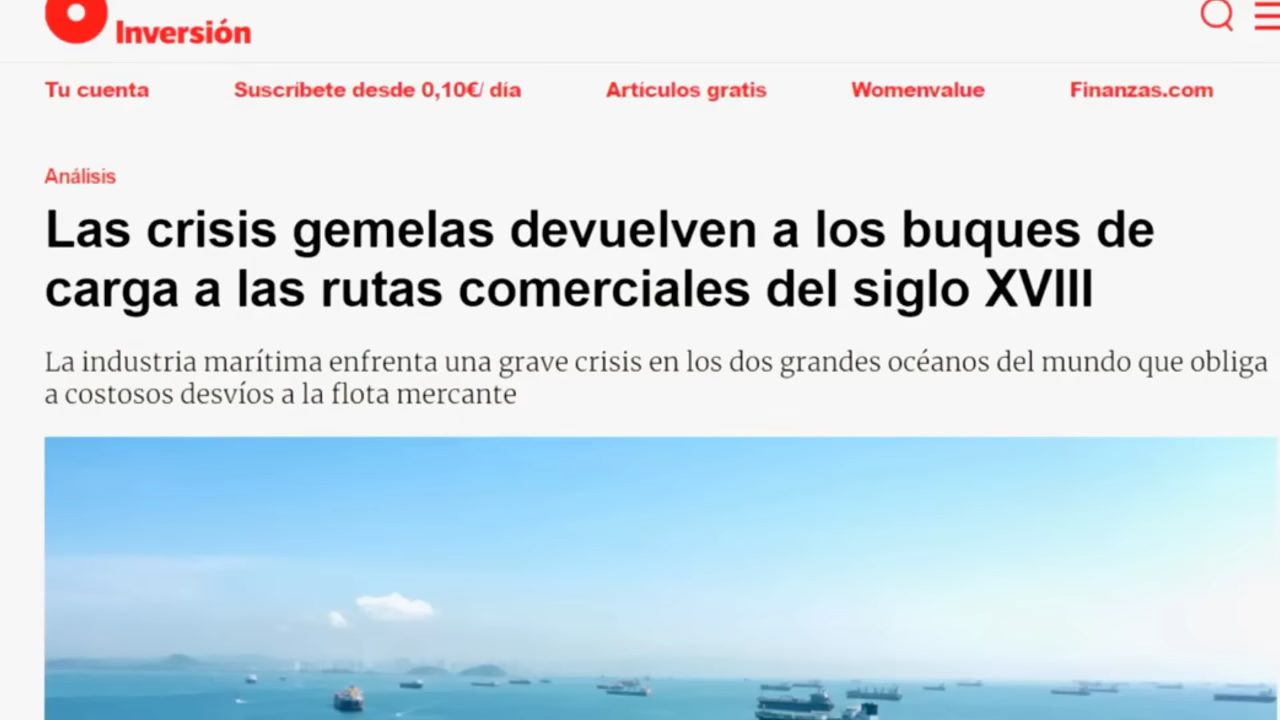 Inversión
Tu cuenta Suscríbete desde 0,10€/ día Artículos gratis Womenvalue Finanzas.com
Análisis
Las crisis gemelas devuelven a los buques de
carga a las rutas comerciales del siglo XVIII
La industria marítima enfrenta una grave crisis en los dos grandes océanos del mundo que obliga
a costosos desvíos a la flota mercante